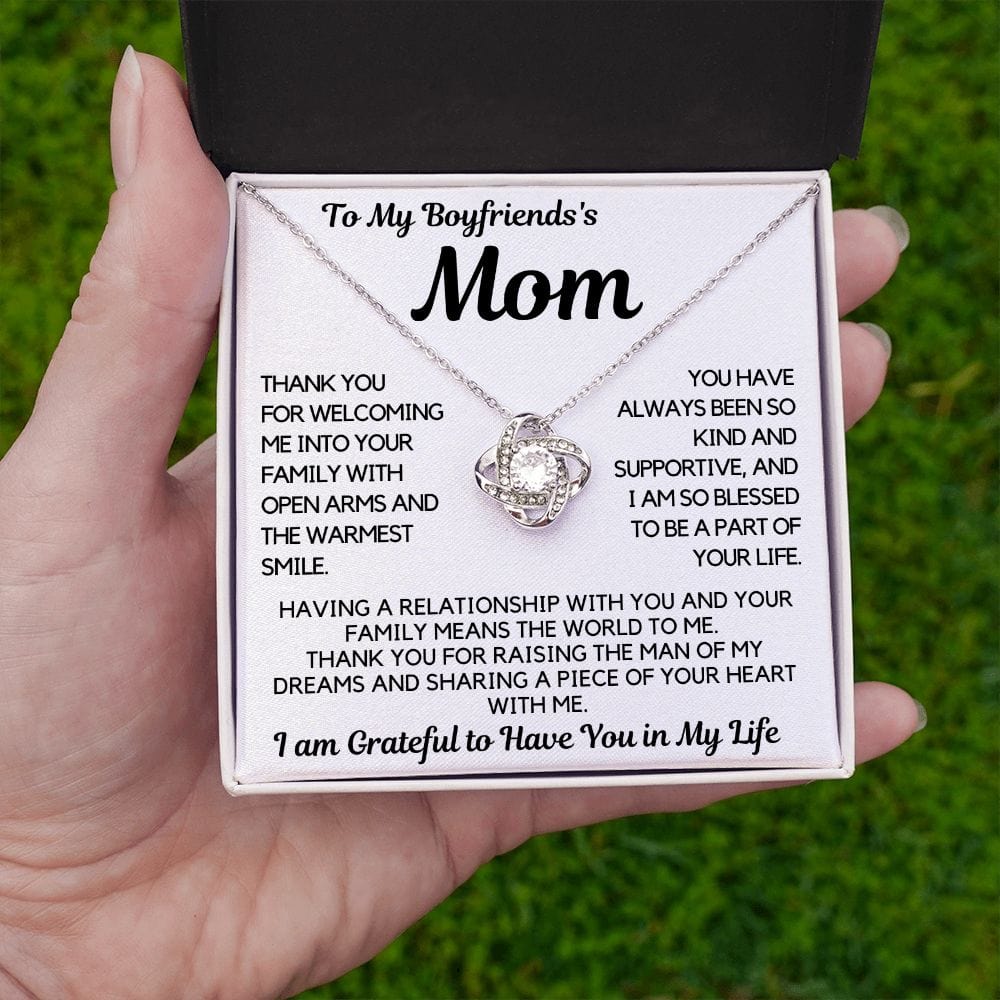 To My Boyfriends's
Mom
THANK YOU
FOR WELCOMING
ME INTO YOUR
FAMILY WITH
OPEN ARMS AND
THE WARMEST
SMILE.
YOU HAVE
ALWAYS BEEN SO
KIND AND
SUPPORTIVE, AND
I AM SO BLESSED
TO BE A PART OF
YOUR LIFE.
HAVING A RELATIONSHIP WITH YOU AND YOUR
FAMILY MEANS THE WORLD TO ME.
THANK YOU FOR RAISING THE MAN OF MY
DREAMS AND SHARING A PIECE OF YOUR HEART
WITH ME.
I am Grateful to Have You in My Life